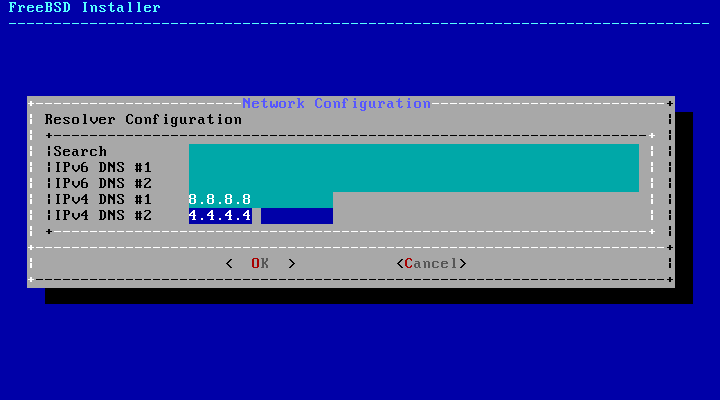 FreeBSD Installer
Network Configuration
Resolver Configuration
Search
IPv6 DNS #1
IPv6 DNS #2
IPv4 DNS #1 8.8.8.8
IPv4 DNS #2 4.4.4.4
< OK > <Cancel>